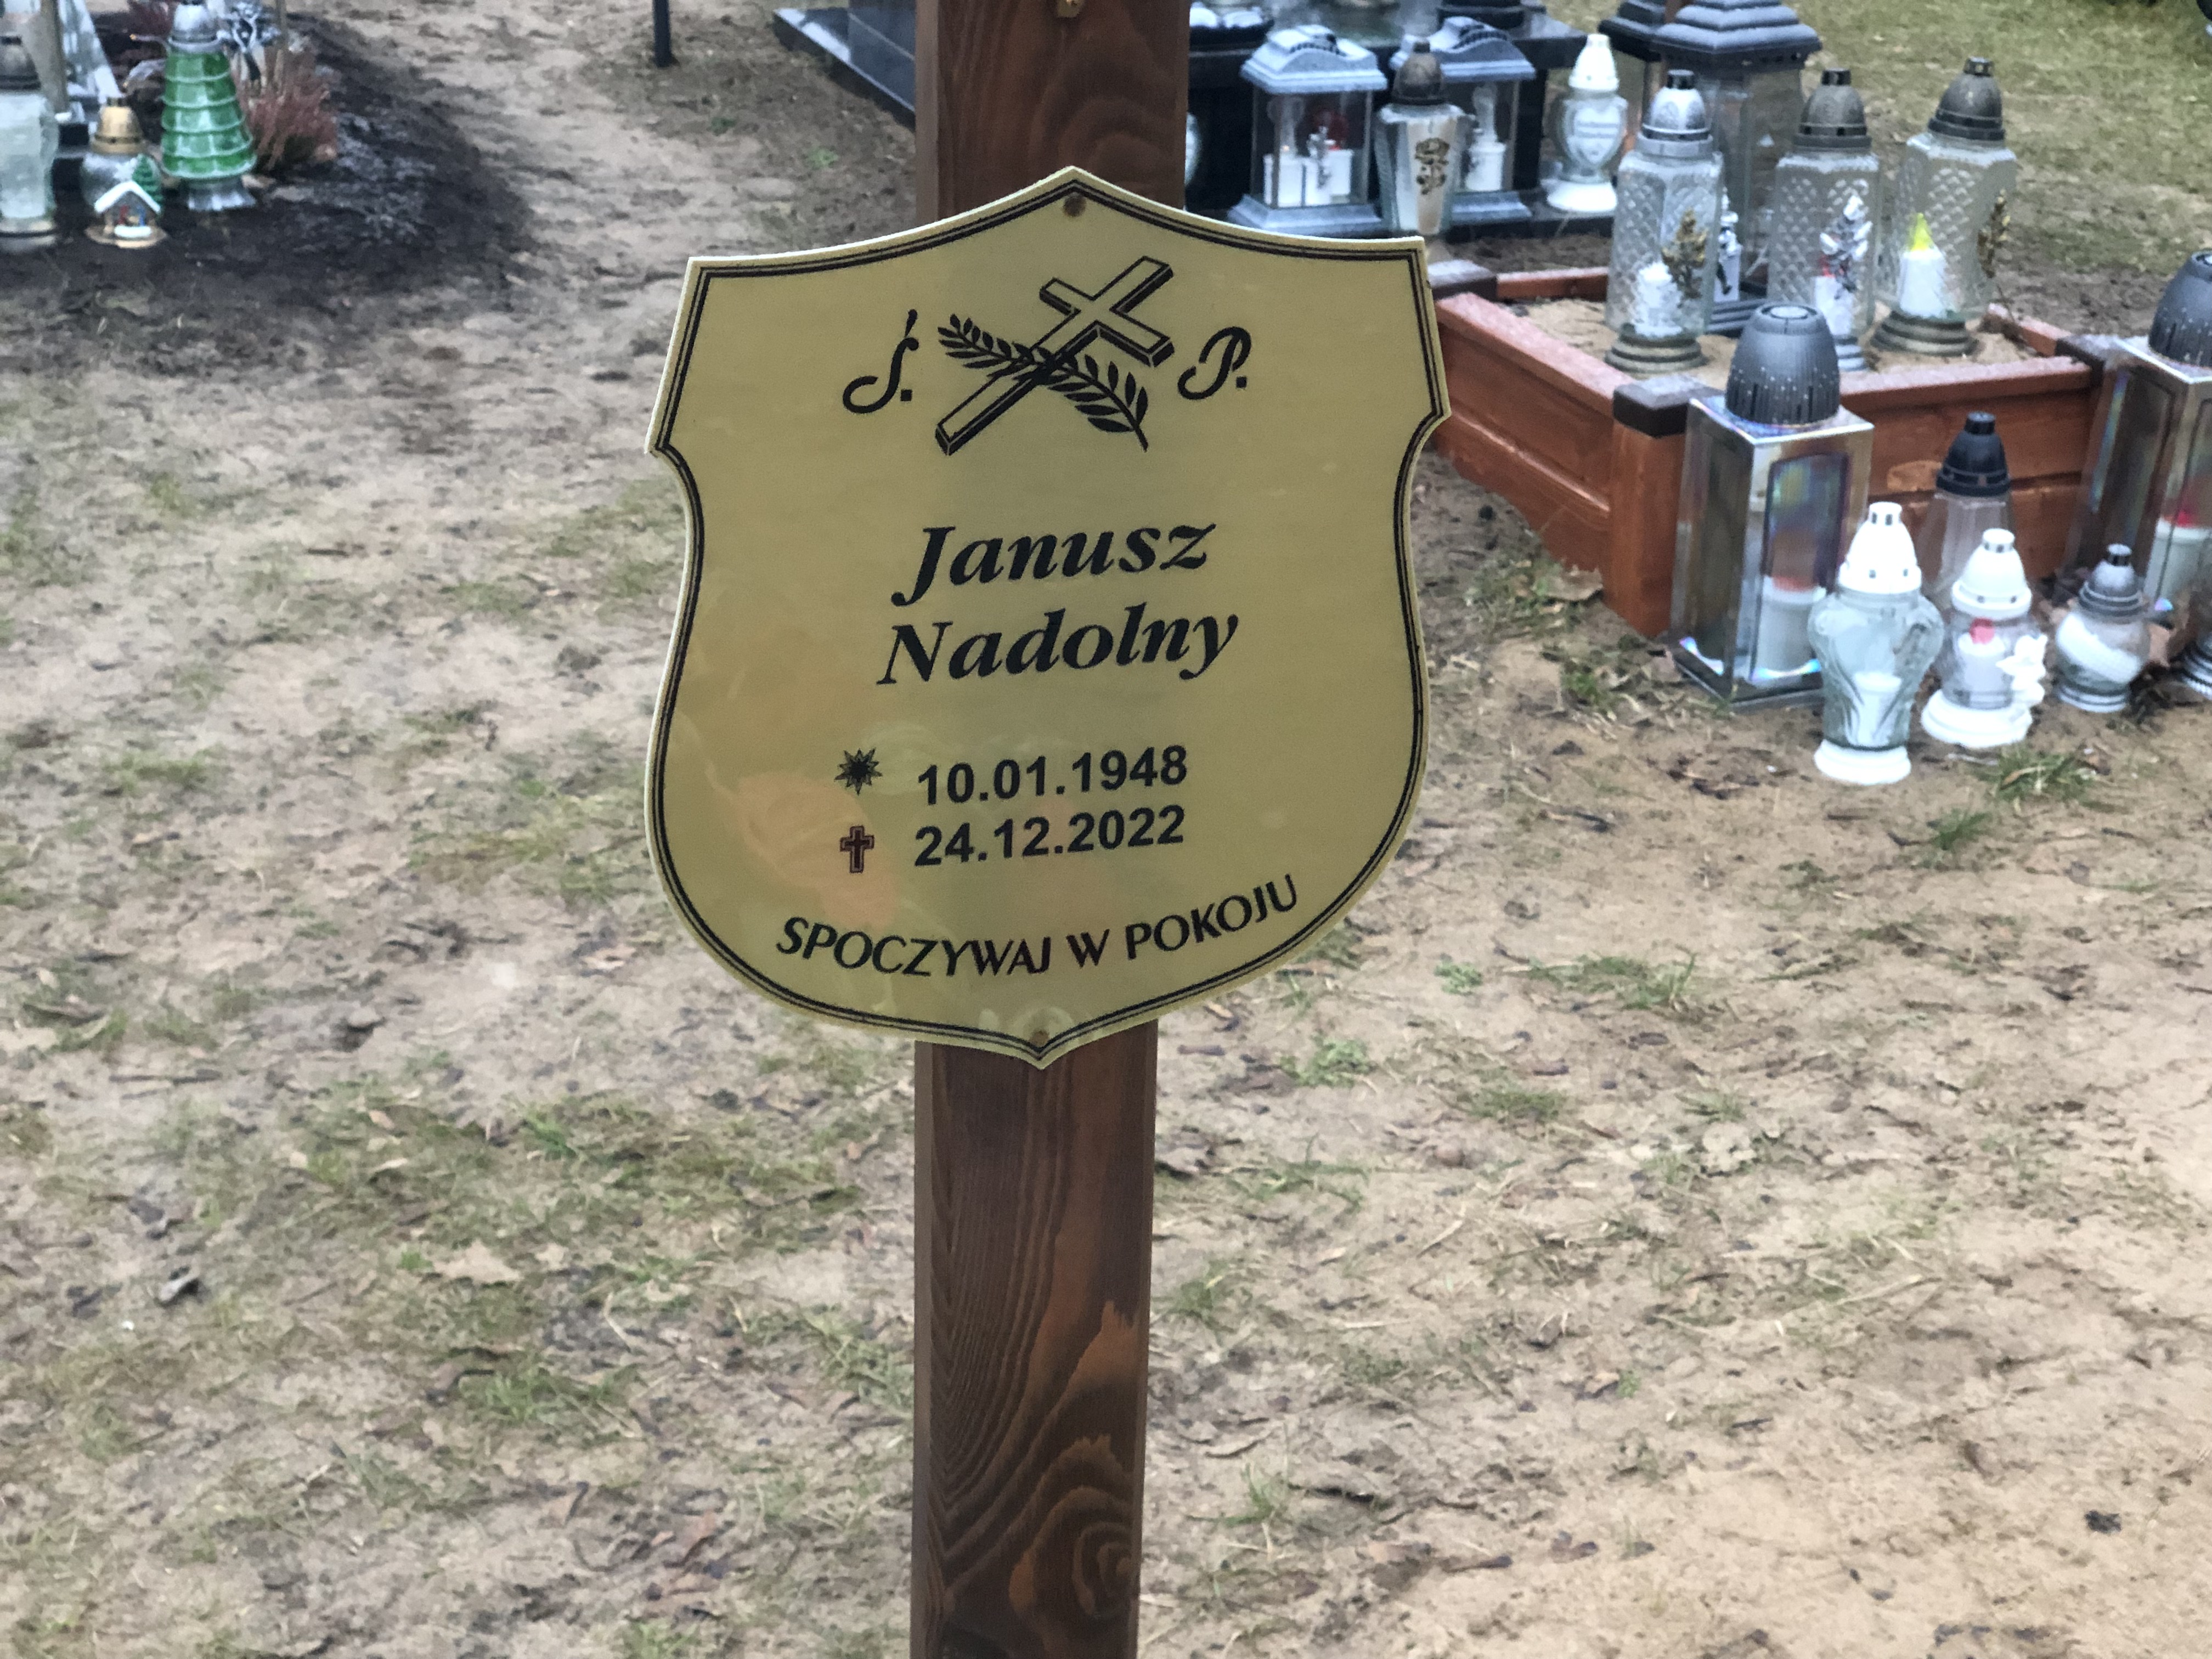 Ś. P.
Janusz
Nadolny
10.01.1948
24.12.2022
SPOCZYWAJ W POKOJU